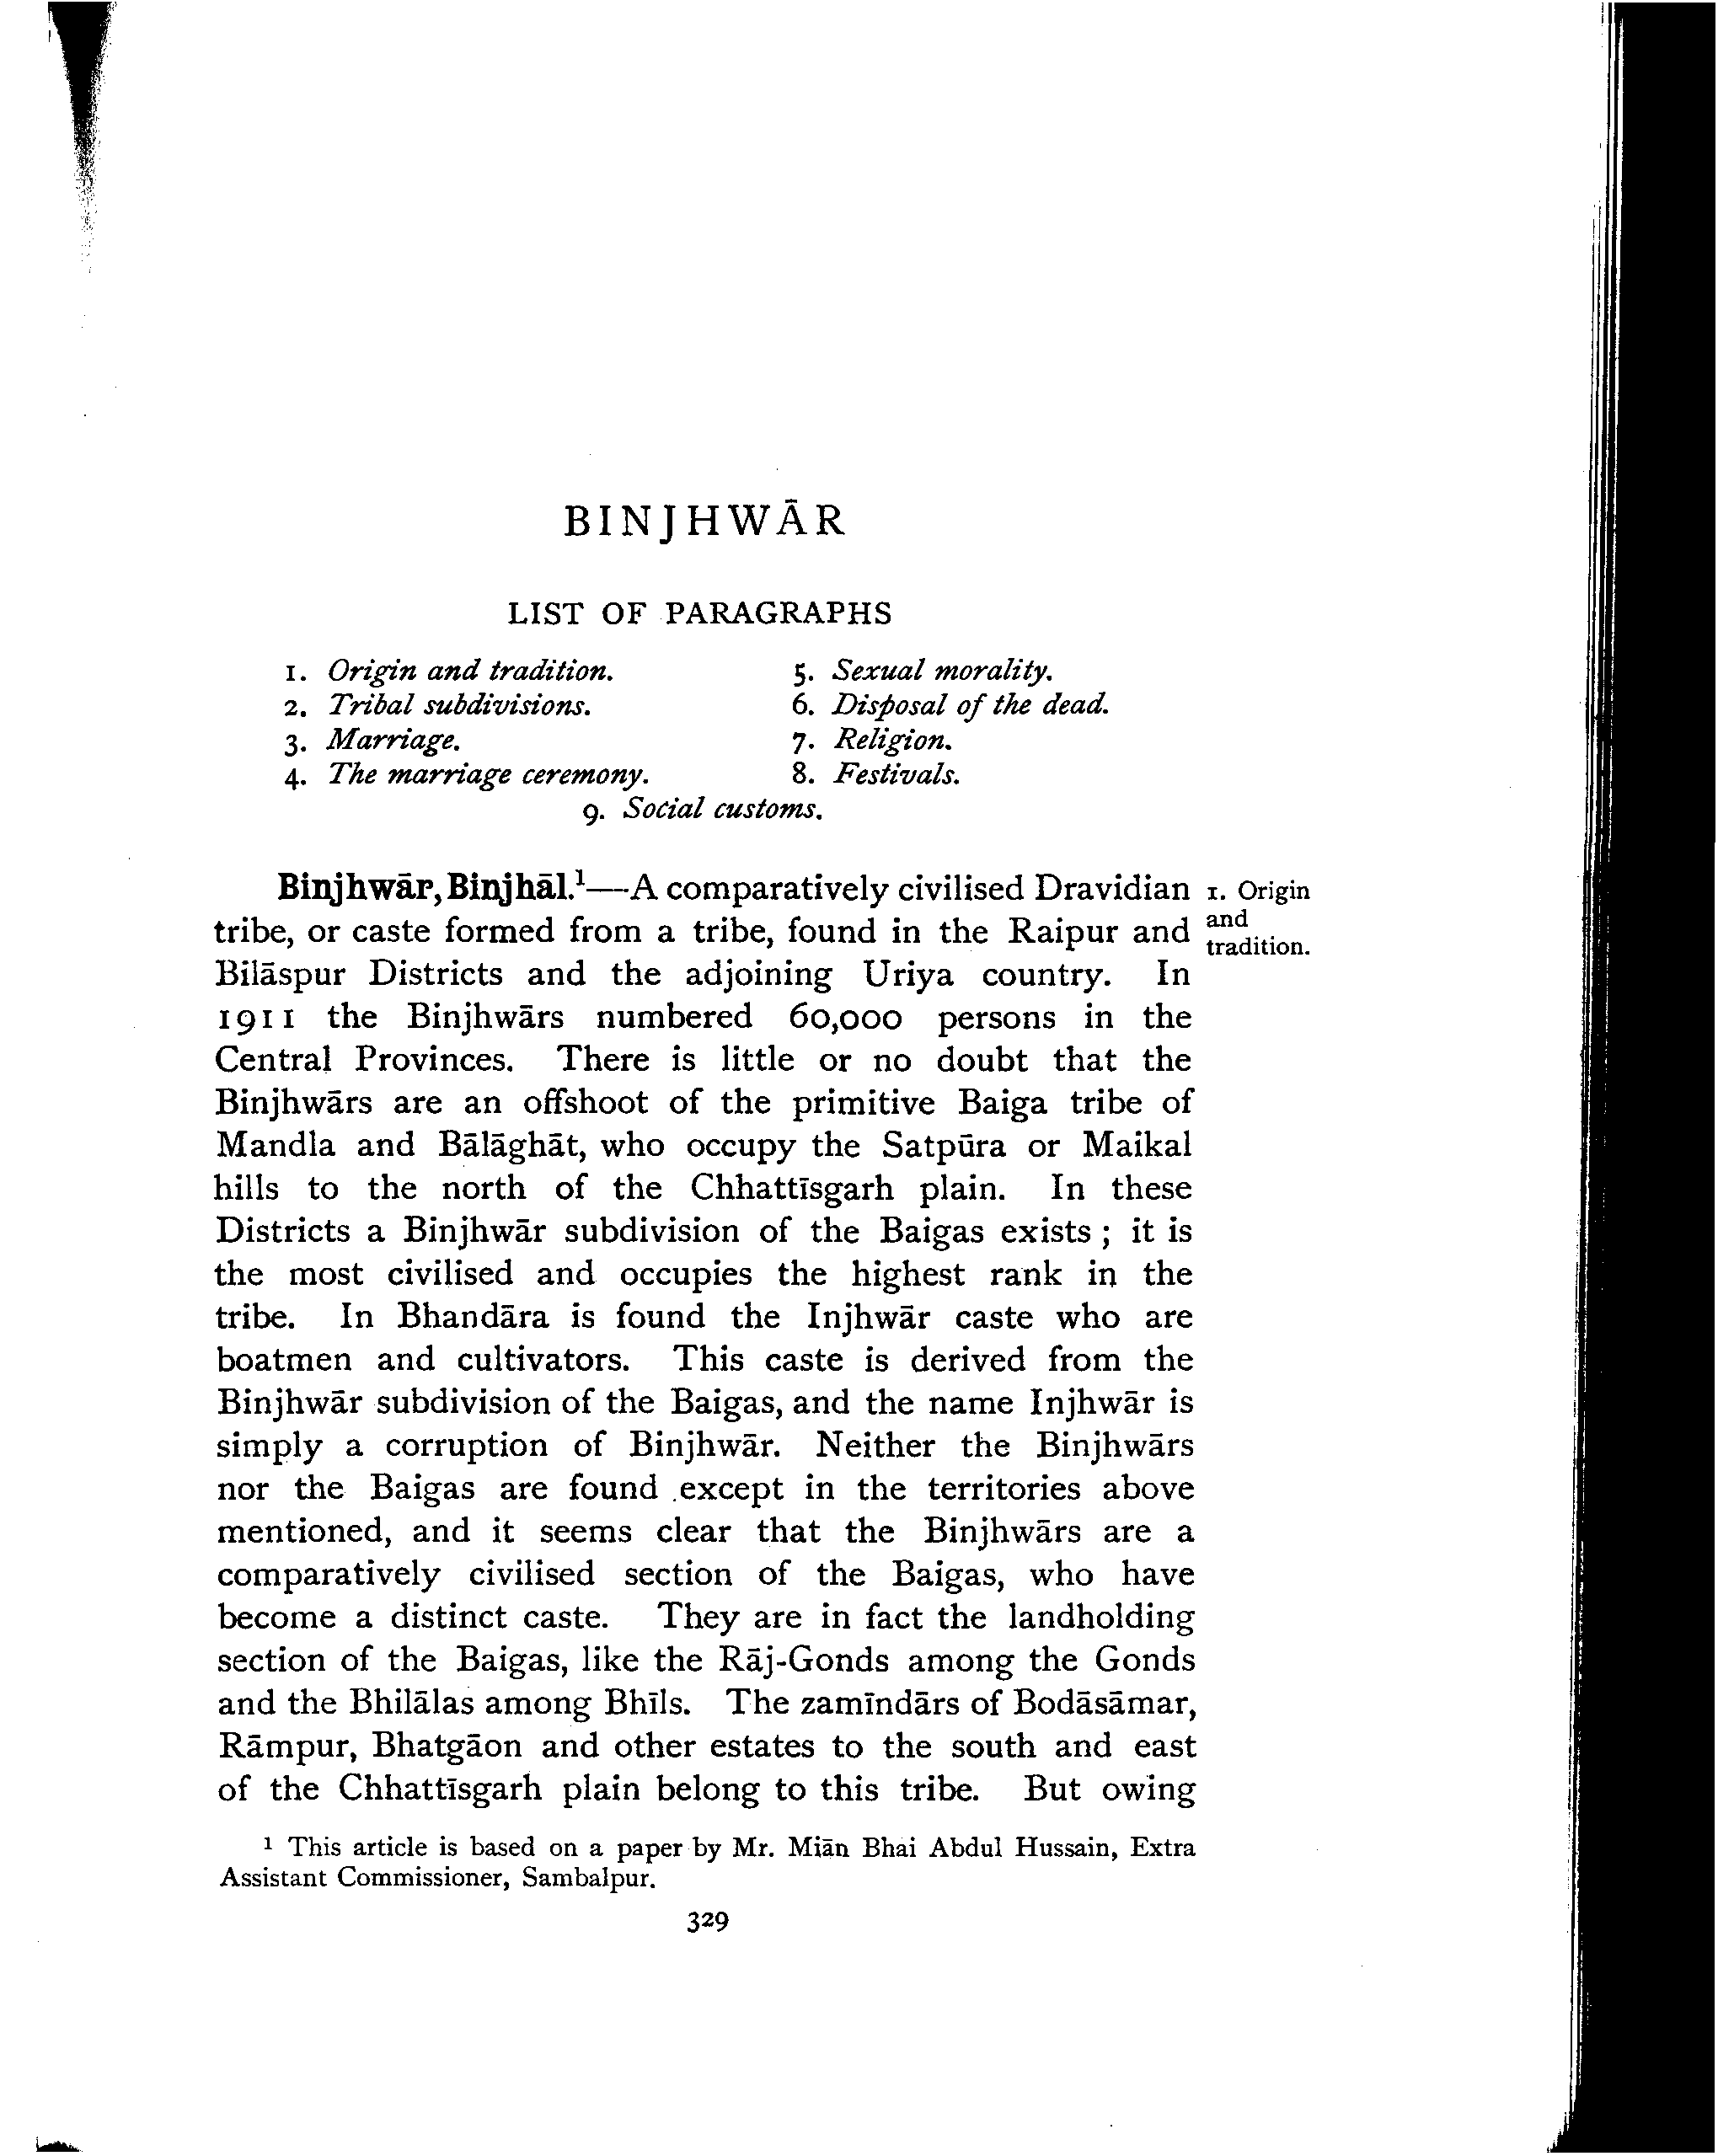 BINJHWĀR
LIST OF PARAGRAPHS
1. Origin and tradition.
2. Tribal subdivisions.
3. Marriage.
4. The marriage ceremony.
5. Sexual morality.
6. Disposal of the dead.
7. Religion.
8. Festivals.
9. Social customs.
Binjhwār, Binjhāl.¹—A comparatively civilised Dravidian
tribe, or caste formed from a tribe, found in the Raipur and
Bilāspur Districts and the adjoining Uriya country. In
1911 the Binjhwārs numbered 60,000 persons in the
Central Provinces. There is little or no doubt that the
Binjhwārs are an offshoot of the primitive Baiga tribe of
Mandla and Bālāghāt, who occupy the Satpūra or Maikal
hills to the north of the Chhattīsgarh plain. In these
Districts a Binjhwār subdivision of the Baigas exists ; it is
the most civilised and occupies the highest rank in the
tribe. In Bhandāra is found the Injhwār caste who are
boatmen and cultivators. This caste is derived from the
Binjhwār subdivision of the Baigas, and the name Injhwār is
simply a corruption of Binjhwār. Neither the Binjhwārs
nor the Baigas are found except in the territories above
mentioned, and it seems clear that the Binjhwārs are a
comparatively civilised section of the Baigas, who have
become a distinct caste. They are in fact the landholding
section of the Baigas, like the Rāj-Gonds among the Gonds
and the Bhilālas among Bhīls. The zamīndārs of Bodāsāmar,
Rāmpur, Bhatgāon and other estates to the south and east
of the Chhattīsgarh plain belong to this tribe. But owing
1. Origin
and
tradition.
¹ This article is based on a paper by Mr. Miān Bhai Abdul Hussain, Extra
Assistant Commissioner, Sambalpur.
329